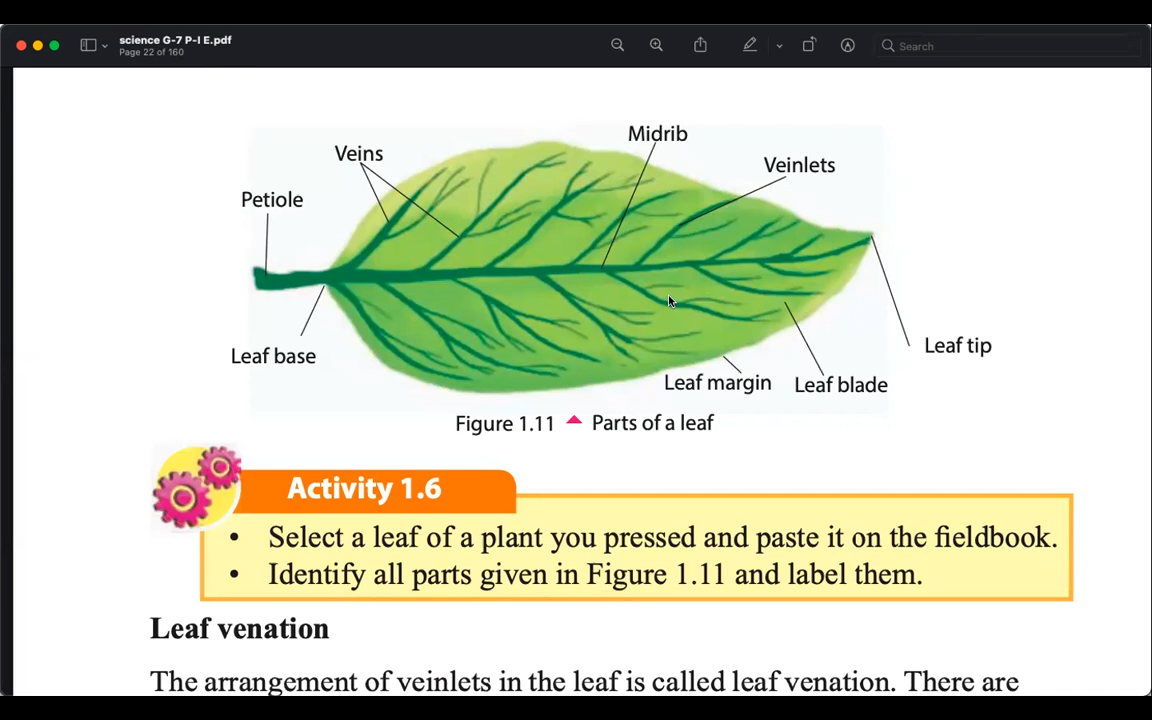 science G-7 P-I E.pdf
Page 22 of 160
Search
Midrib
Veins
Veinlets
Petiole
Leaf tip
Leaf base
Leaf margin
Leaf blade
Figure 1.11 Parts of a leaf
Activity 1.6
• Select a leaf of a plant you pressed and paste it on the fieldbook.
• Identify all parts given in Figure 1.11 and label them.
Leaf venation
The arrangement of veinlets in the leaf is called leaf venation. There are